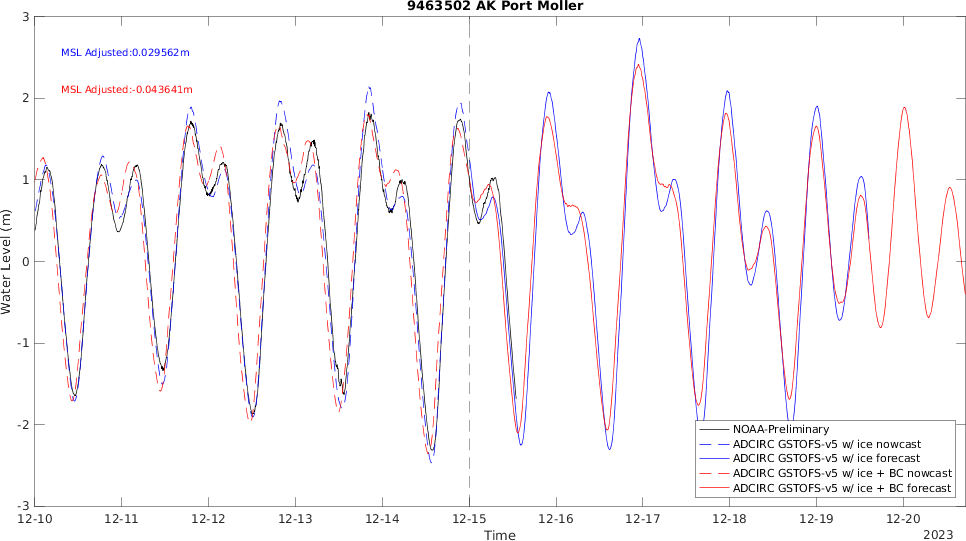 9463502 AK Port Moller
MSL Adjusted:0.029562m
MSL Adjusted:-0.043641m
Water Level (m)
3
2
1
0
-1
-2
-3
NOAA-Preliminary
ADCIRC GSTOFS-v5 w/ ice nowcast
ADCIRC GSTOFS-v5 w/ ice forecast
ADCIRC GSTOFS-v5 w/ ice + BC nowcast
ADCIRC GSTOFS-v5 w/ ice + BC forecast
12-10 12-11 12-12 12-13 12-14 12-15 12-16 12-17 12-18 12-19 12-20
Time
2023